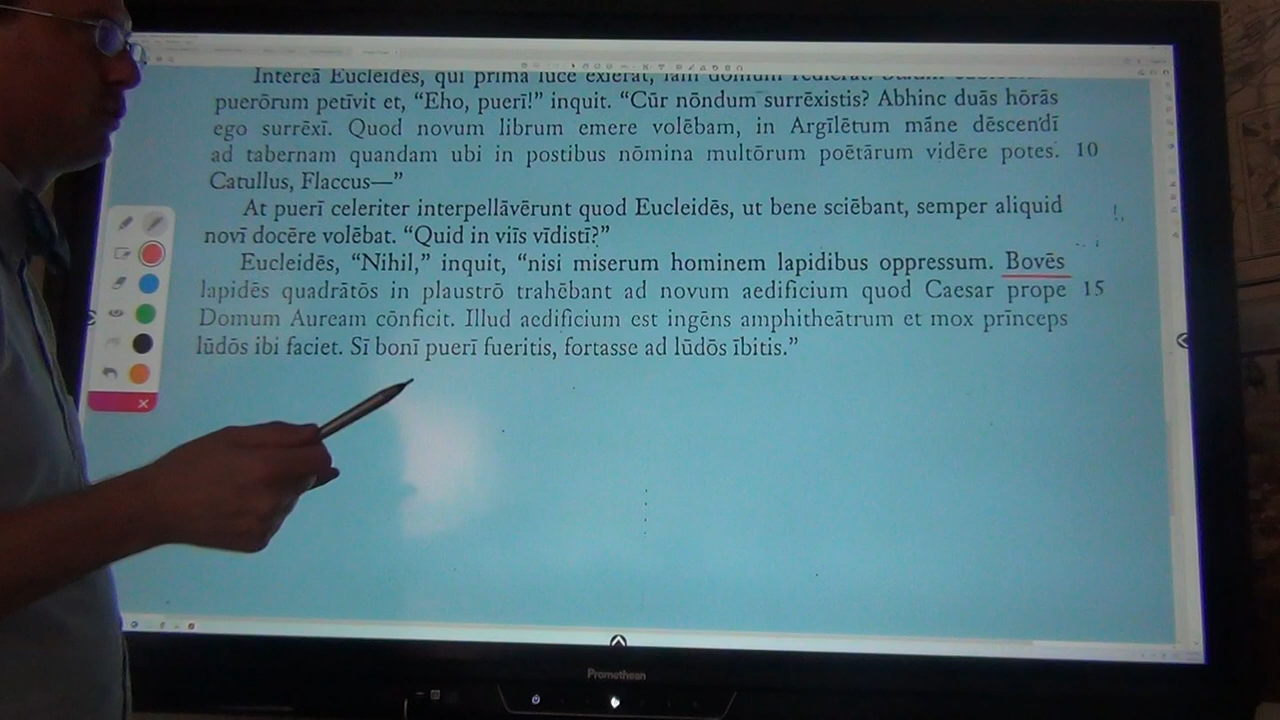 Intereā Eucleidēs, quī prīmā lūce exierat, iam domum redierat.
puerōrum petīvit et, “Eho, puerī!” inquit. “Cūr nōndum surrēxistis? Abhinc duās hōrās
ego surrēxī. Quod novum librum emere volēbam, in Argīlētum māne dēscendī
ad tabernam quandam ubi in postibus nōmina multōrum poētārum vidēre potes. 10
Catullus, Flaccus—”
At puerī celeriter interpellāvērunt quod Eucleidēs, ut bene sciēbant, semper aliquid
novī docēre volēbat. “Quid in viīs vīdistī?”
Eucleidēs, “Nihil,” inquit, “nisi miserum hominem lapidibus oppressum. Bovēs
lapidēs quadrātōs in plaustrō trahēbant ad novum aedificium quod Caesar prope 15
Domum Auream cōnficit. Illud aedificium est ingēns amphitheātrum et mox prīnceps
lūdōs ibi faciet. Sī bonī puerī fueritis, fortasse ad lūdōs ībitis.”
Promethean